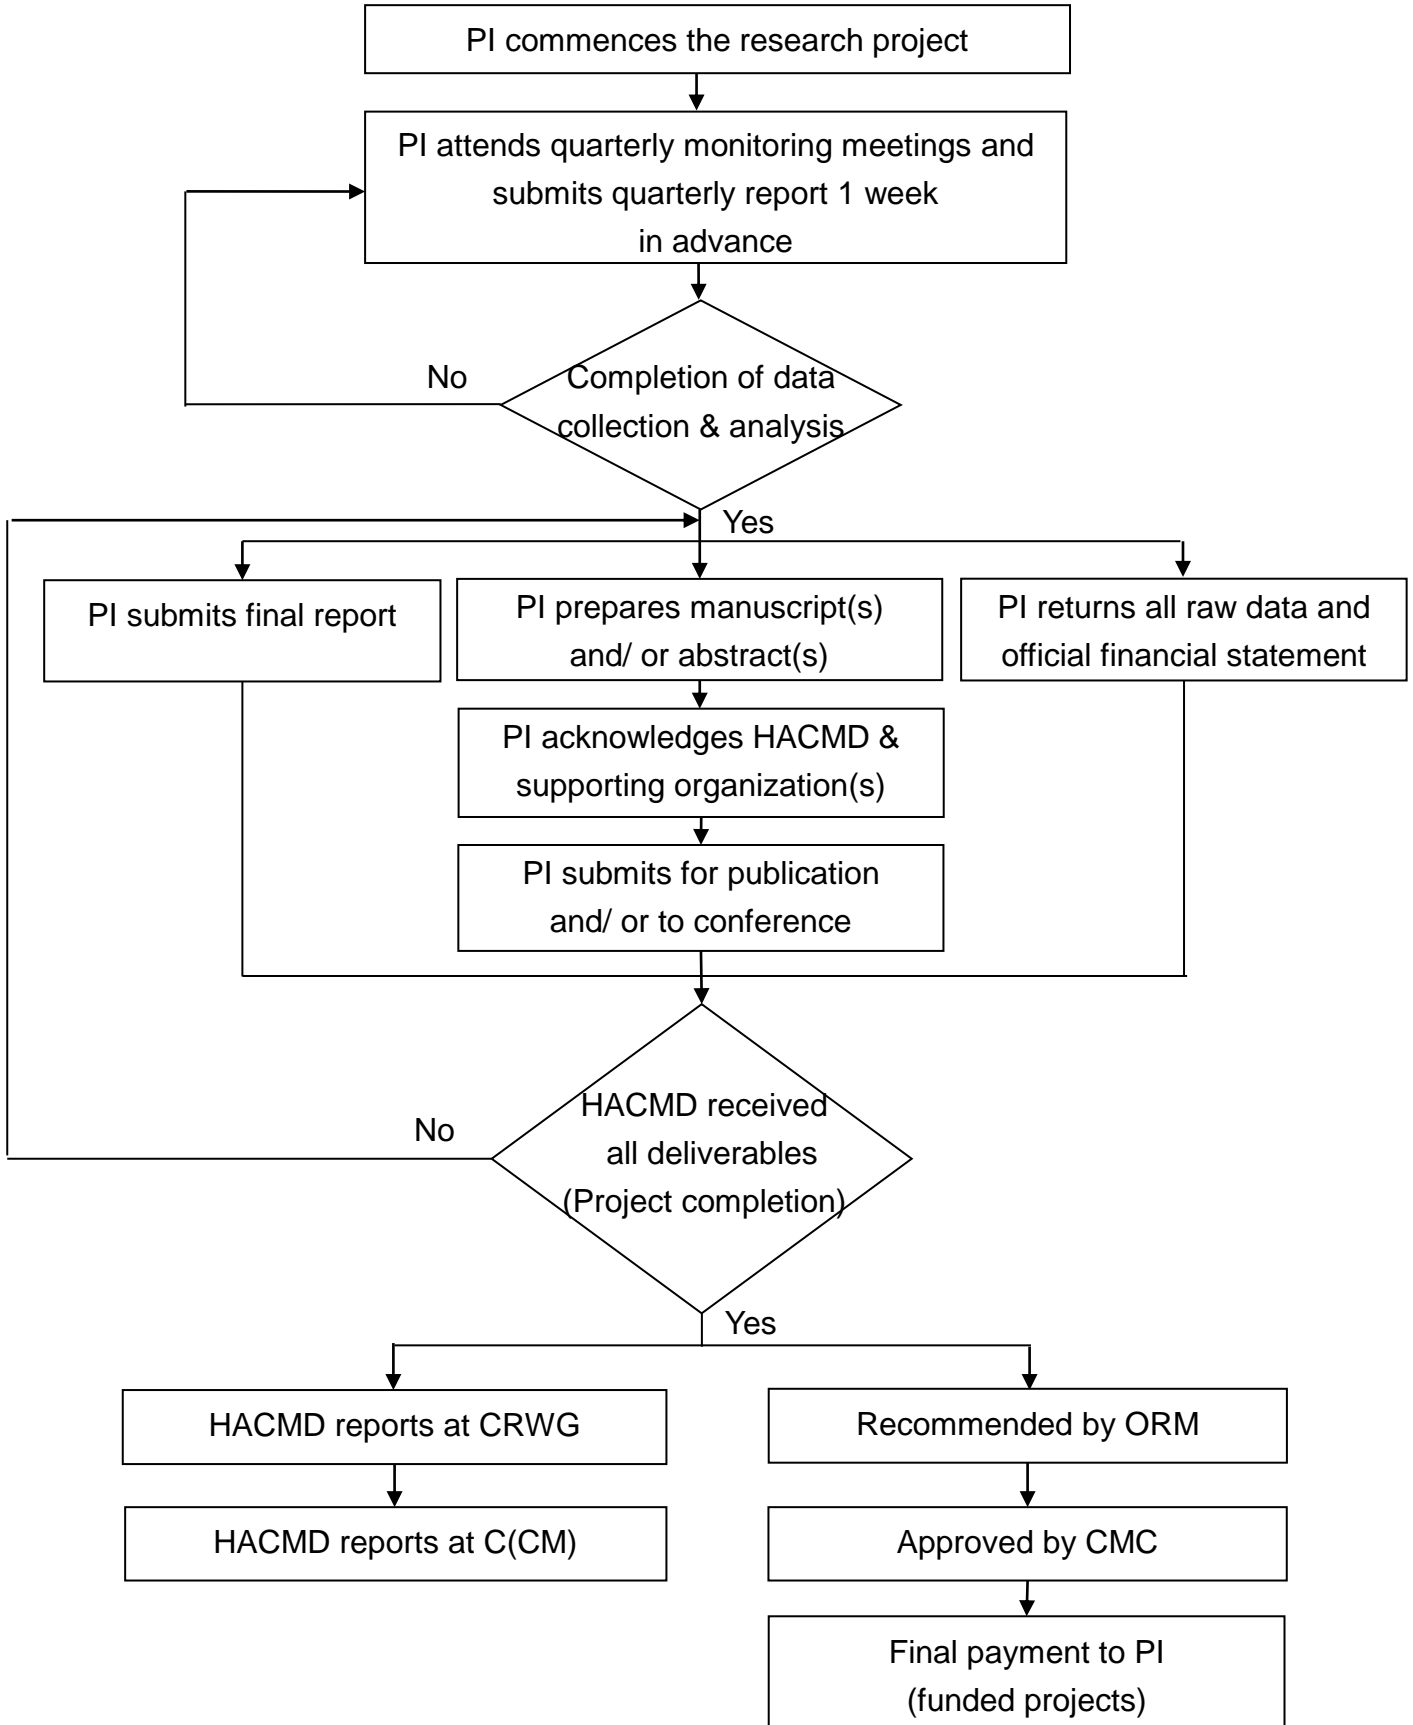 PI commences the research project
PI attends quarterly monitoring meetings and
submits quarterly report 1 week
in advance
No
Completion of data
collection & analysis
Yes
PI submits final report
PI prepares manuscript(s)
and/ or abstract(s)
PI returns all raw data and
official financial statement
PI acknowledges HACMD &
supporting organization(s)
PI submits for publication
and/ or to conference
No
HACMD received
all deliverables
(Project completion)
Yes
HACMD reports at CRWG
Recommended by ORM
HACMD reports at C(CM)
Approved by CMC
Final payment to PI
(funded projects)